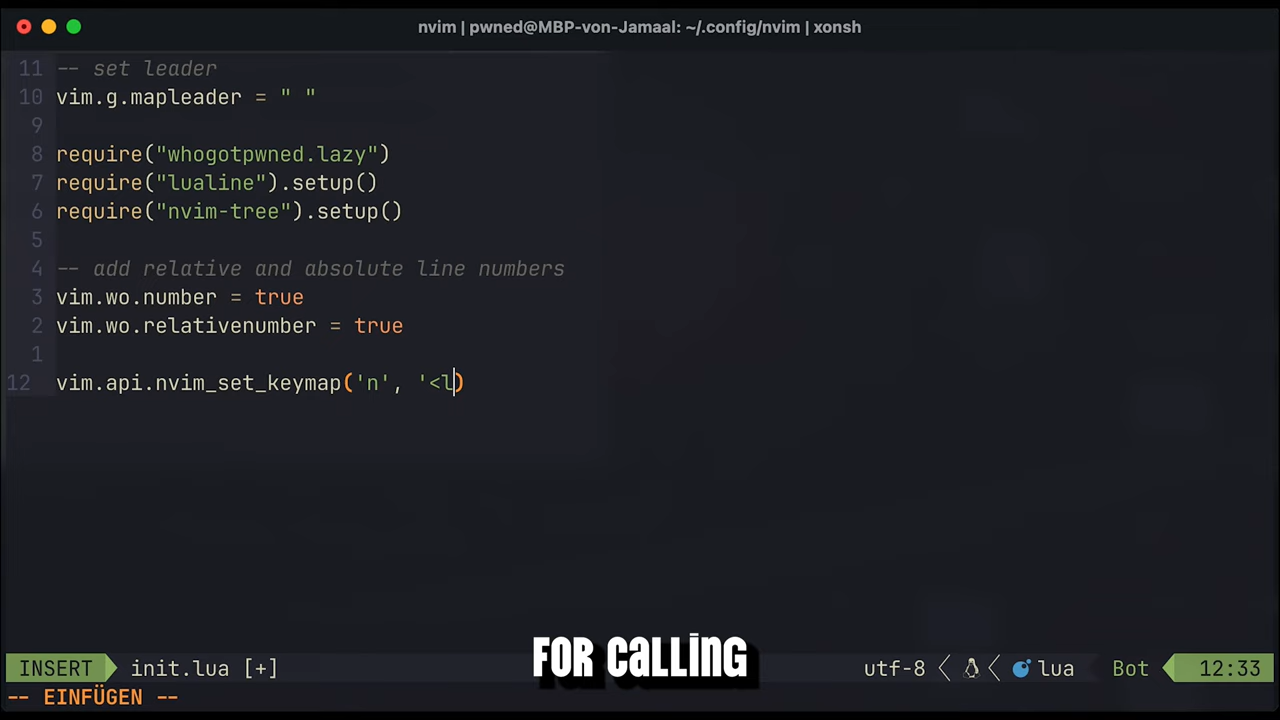 nvim | pwned@MBP-von-Jamaal: ~/.config/nvim | xonsh
11 -- set leader
10 vim.g.mapleader = " "
9
8 require("whogotpwned.lazy")
7 require("lualine").setup()
6 require("nvim-tree").setup()
5
4 -- add relative and absolute line numbers
3 vim.wo.number = true
2 vim.wo.relativenumber = true
1
12 vim.api.nvim_set_keymap('n', '<l)
FOR CALLING
INSERT init.lua [+] utf-8 lua Bot 12:33
-- EINFÜGEN --